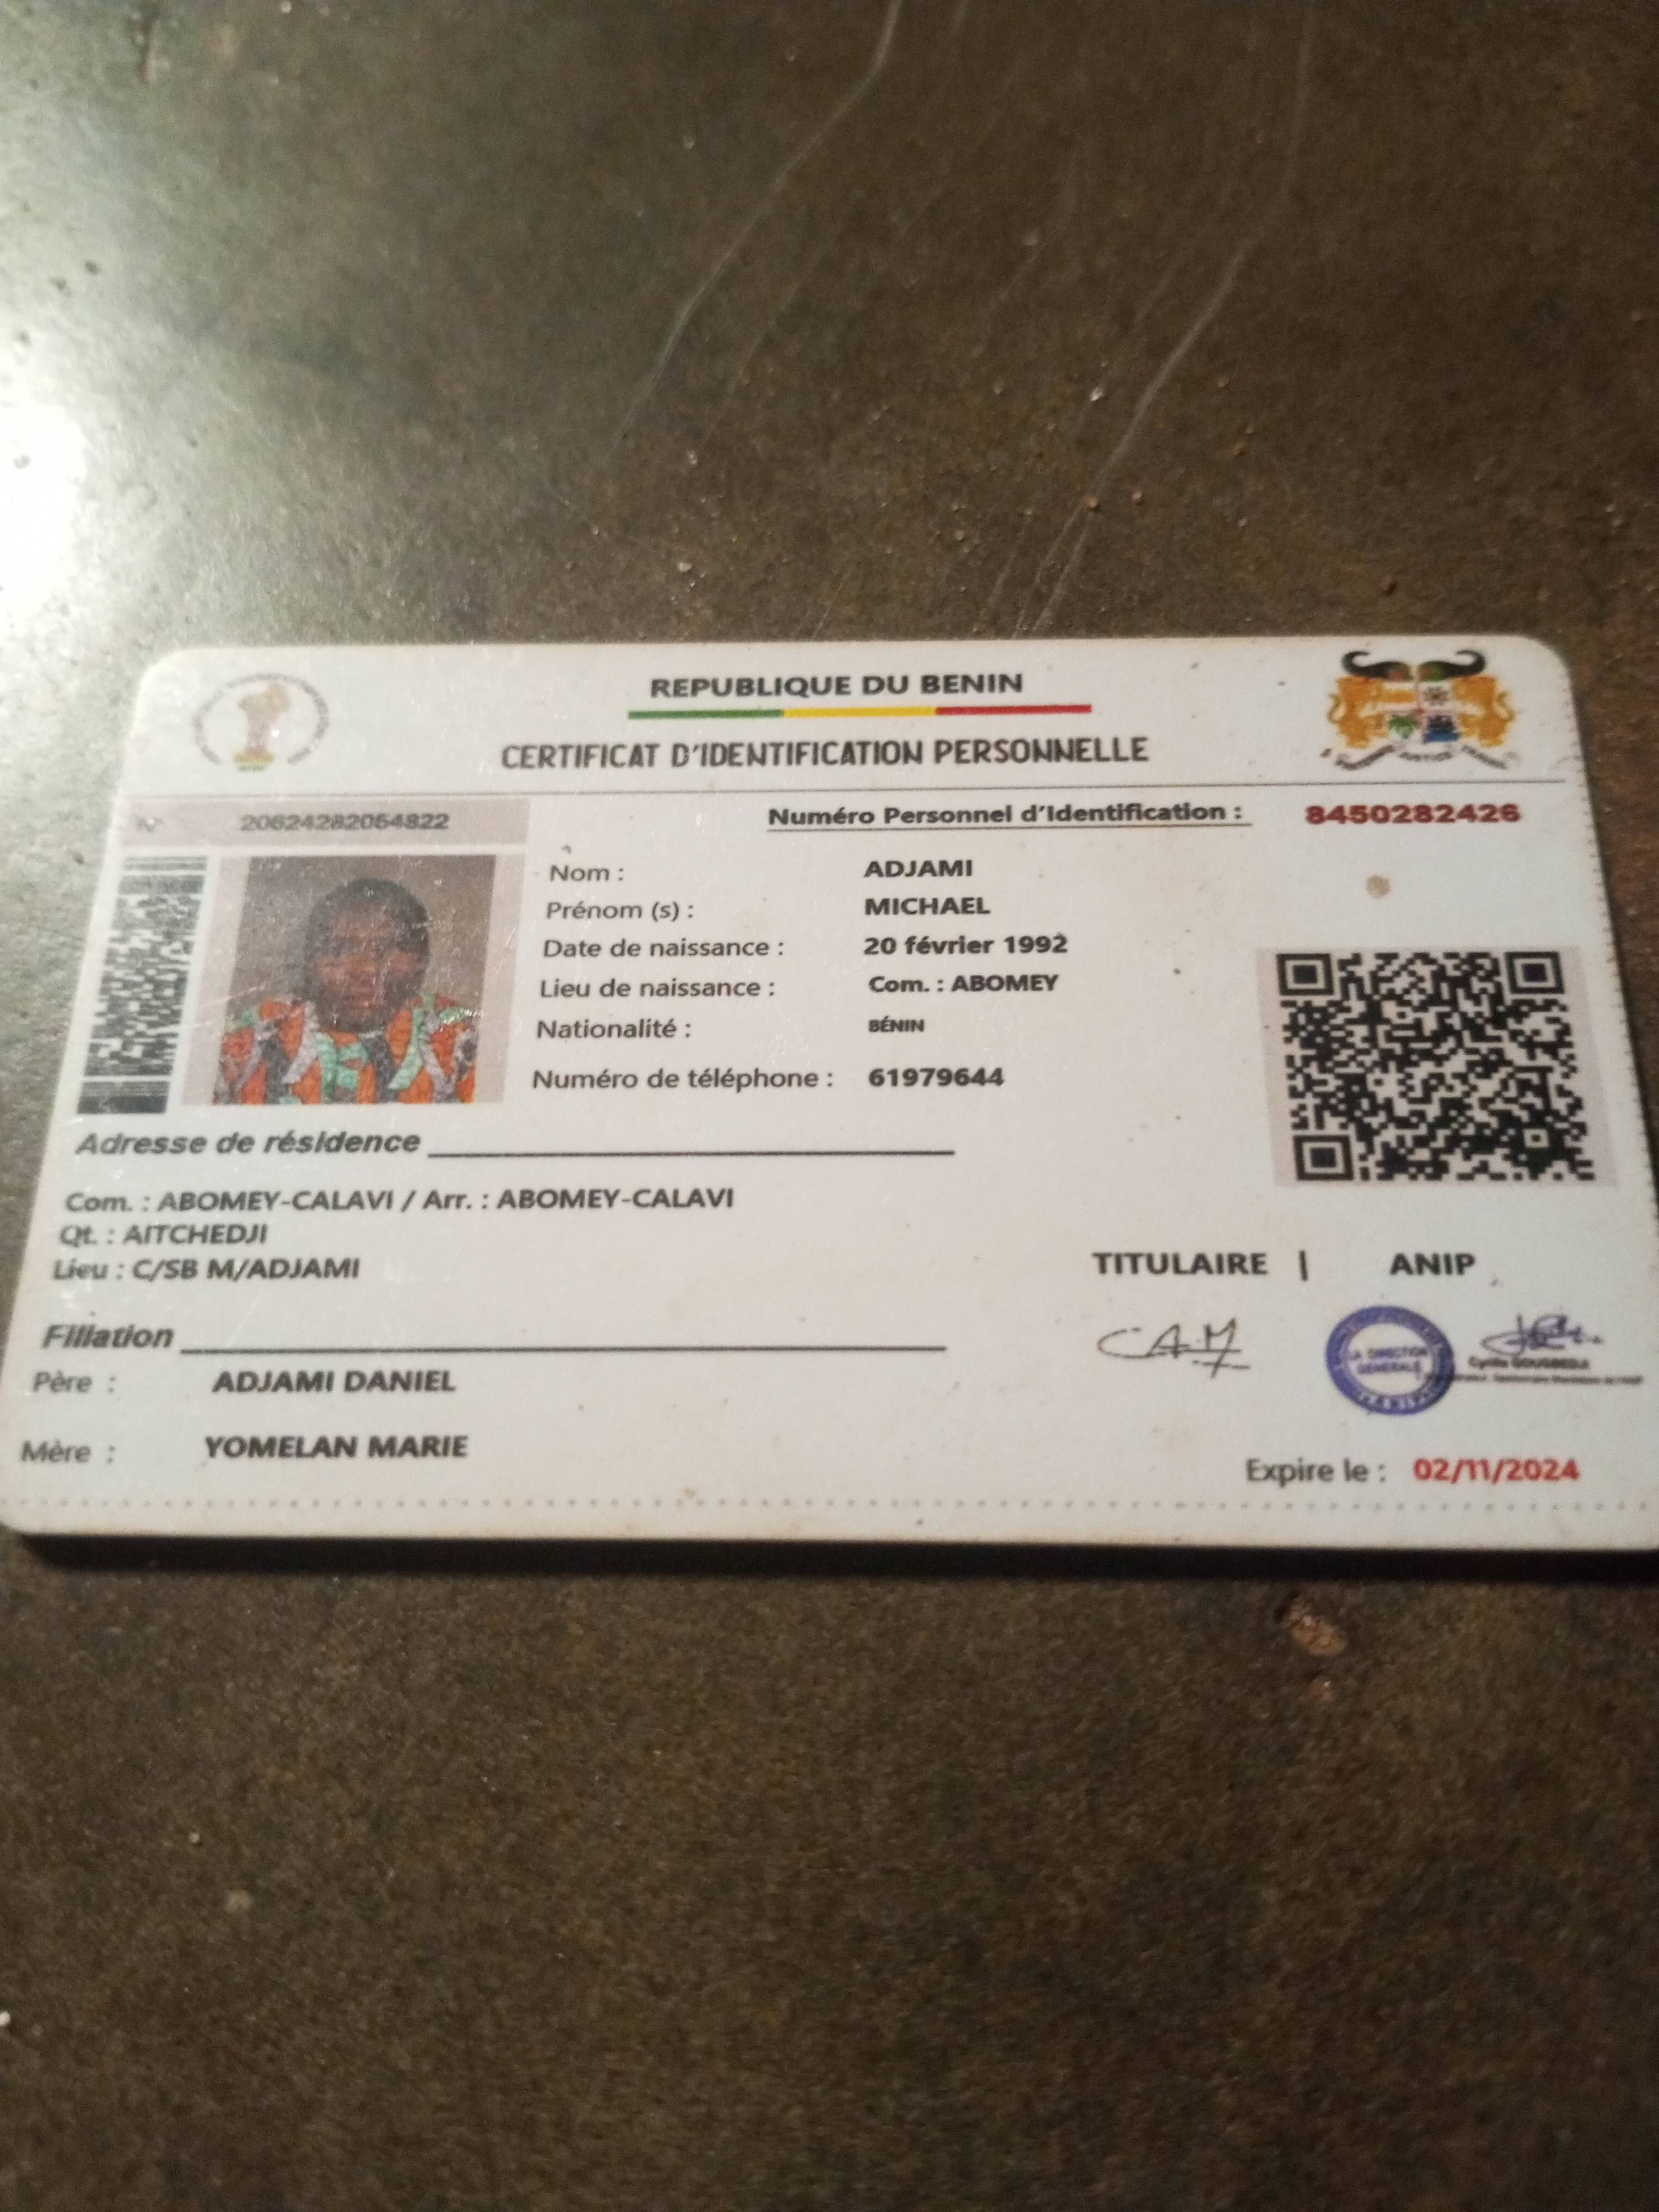 REPUBLIQUE DU BENIN
CERTIFICAT D'IDENTIFICATION PERSONNELLE
N° 20624282054822
Numéro Personnel d'Identification : 8450282426
Nom : ADJAMI
Prénom (s) : MICHAEL
Date de naissance : 20 février 1992
Lieu de naissance : Com. : ABOMEY
Nationalité : BÉNIN
Numéro de téléphone : 61979644
Adresse de résidence
Com. : ABOMEY-CALAVI / Arr. : ABOMEY-CALAVI
Qt. : AITCHEDJI
Lieu : C/SB M/ADJAMI
TITULAIRE | ANIP
CAM
LA DIRECTION
GENERALE
Filiation
Père : ADJAMI DANIEL
Mère : YOMELAN MARIE
Expire le : 02/11/2024